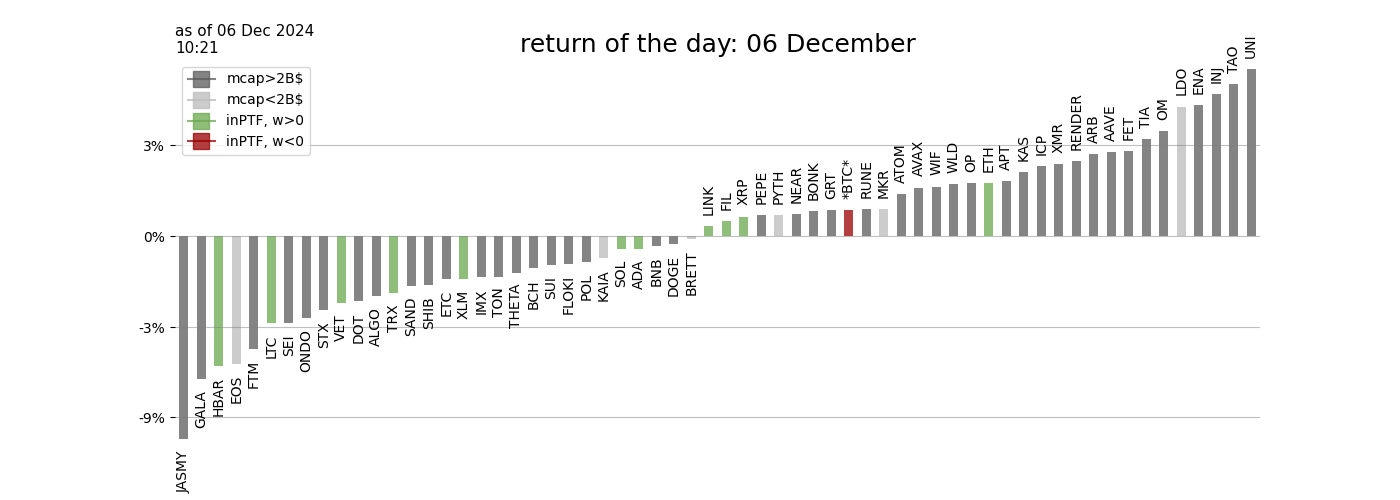 as of 06 Dec 2024
10:21
return of the day: 06 December
mcap>2B$
mcap<2B$
inPTF, w>0
inPTF, w<0
3%
0%
-3%
-9%
JASMY
GALA
HBAR
EOS
FTM
LTC
SEI
ONDO
STX
VET
DOT
ALGO
TRX
SAND
SHIB
ETC
XLM
IMX
TON
THETA
BCH
SUI
FLOKI
POL
KAIA
SOL
ADA
BNB
DOGE
BRETT
LINK
FIL
XRP
PEPE
PYTH
NEAR
BONK
GRT
*BTC*
RUNE
MKR
ATOM
AVAX
WIF
WLD
OP
ETH
APT
KAS
ICP
XMR
RENDER
ARB
AAVE
FET
TIA
OM
LDO
ENA
INJ
TAO
UNI